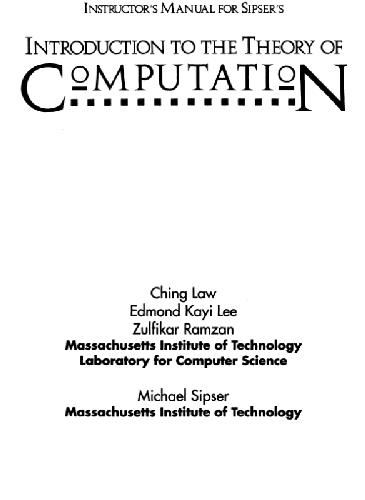 INSTRUCTOR'S MANUAL FOR SIPSER'S
INTRODUCTION TO THE THEORY OF
COMPUTATION
Ching Law
Edmond Kayi Lee
Zulfikar Ramzan
Massachusetts Institute of Technology
Laboratory for Computer Science
Michael Sipser
Massachusetts Institute of Technology